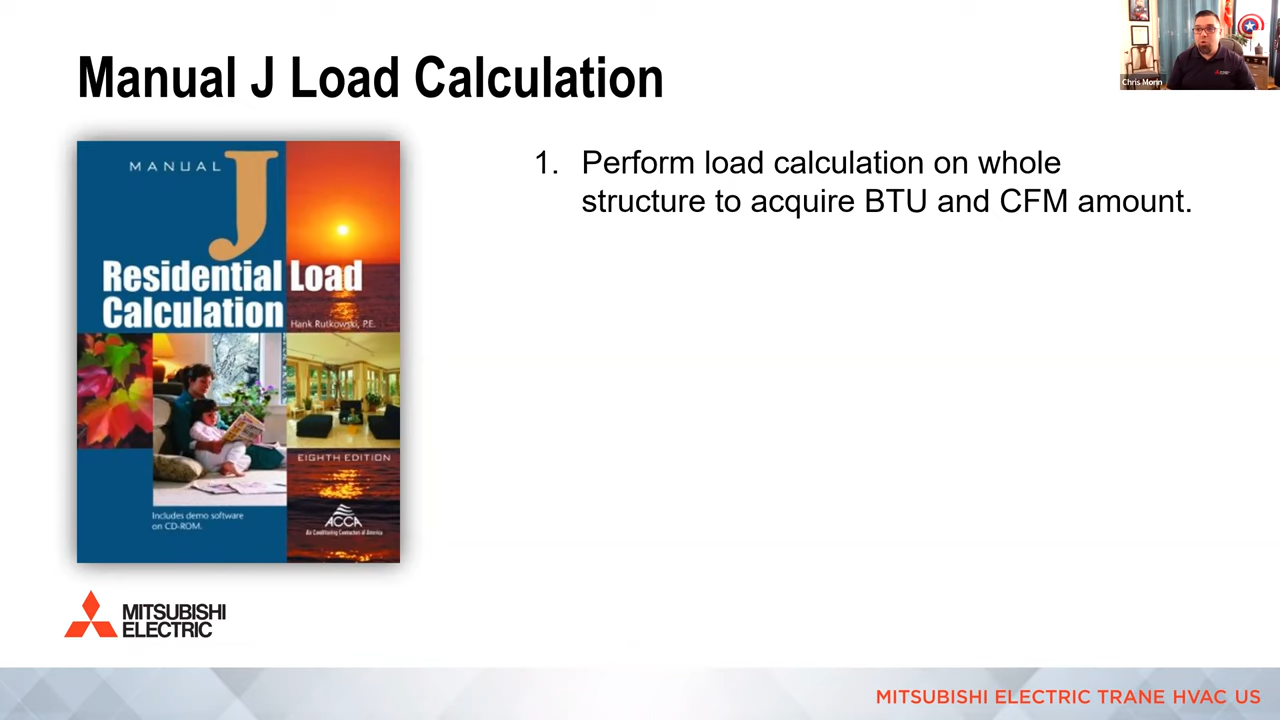 Manual J Load Calculation
Chris Morin
MANUAL J
Residential Load
Calculation
Hank Rutkowski, P.E.
EIGHTH EDITION
Includes demo software
on CD-ROM.
ACCA
Air Conditioning Contractors of America
1. Perform load calculation on whole
structure to acquire BTU and CFM amount.
MITSUBISHI
ELECTRIC
MITSUBISHI ELECTRIC TRANE HVAC US